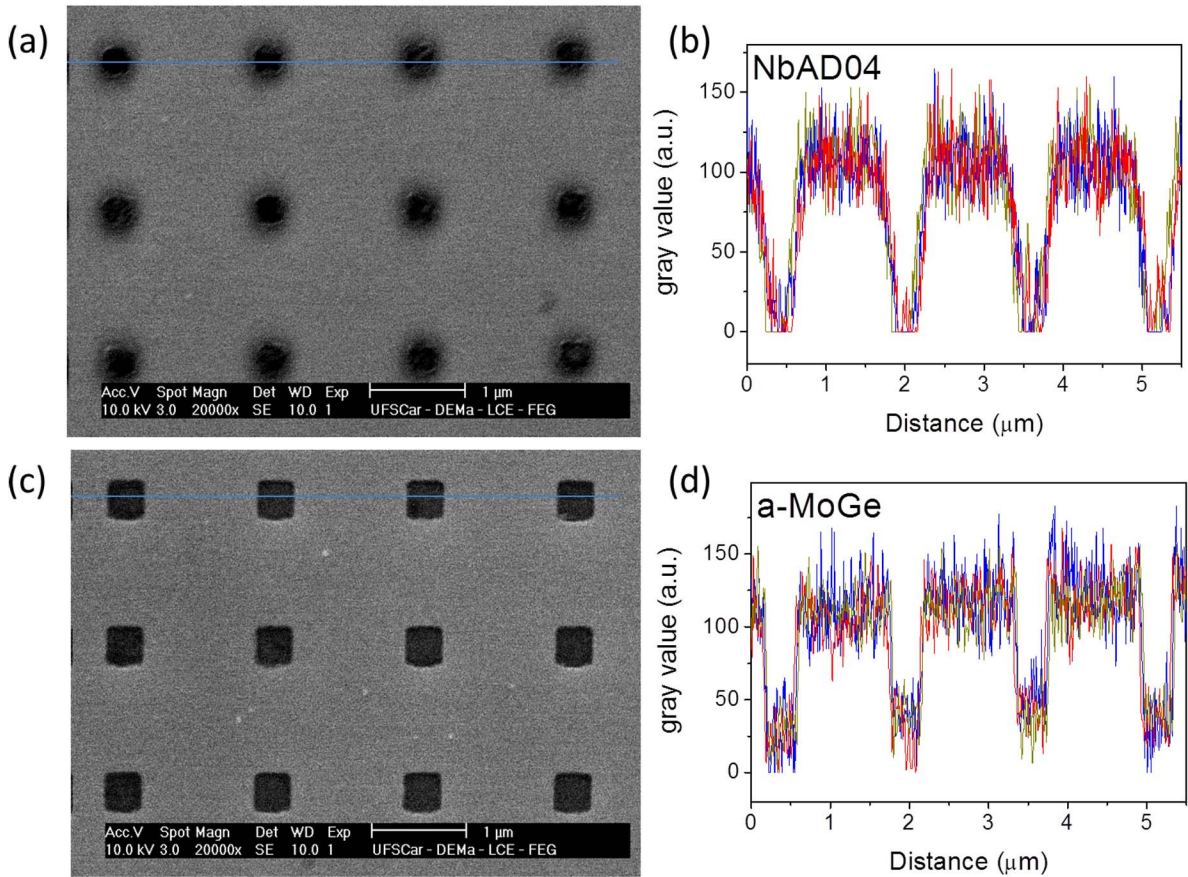 (a)
Acc.V Spot Magn Det WD Exp 1 μm
10.0 kV 3.0 20000x SE 10.0 1 UFSCar - DEMa - LCE - FEG
(b)
NbAD04
gray value (a.u.)
150
100
50
0
0 1 2 3 4 5
Distance (μm)
(c)
Acc.V Spot Magn Det WD Exp 1 μm
10.0 kV 3.0 20000x SE 10.0 1 UFSCar - DEMa - LCE - FEG
(d)
a-MoGe
gray value (a.u.)
150
100
50
0
0 1 2 3 4 5
Distance (μm)